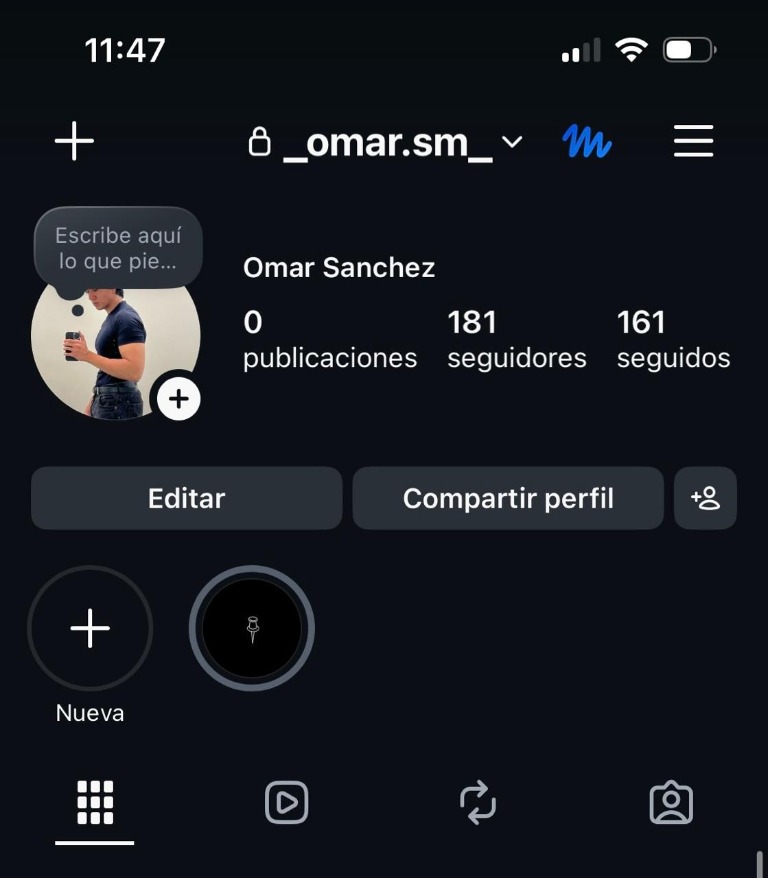 11:47
_omar.sm_
Escribe aquí
lo que pie...
Omar Sanchez
0 181 161
publicaciones seguidores seguidos
Editar Compartir perfil
Nueva